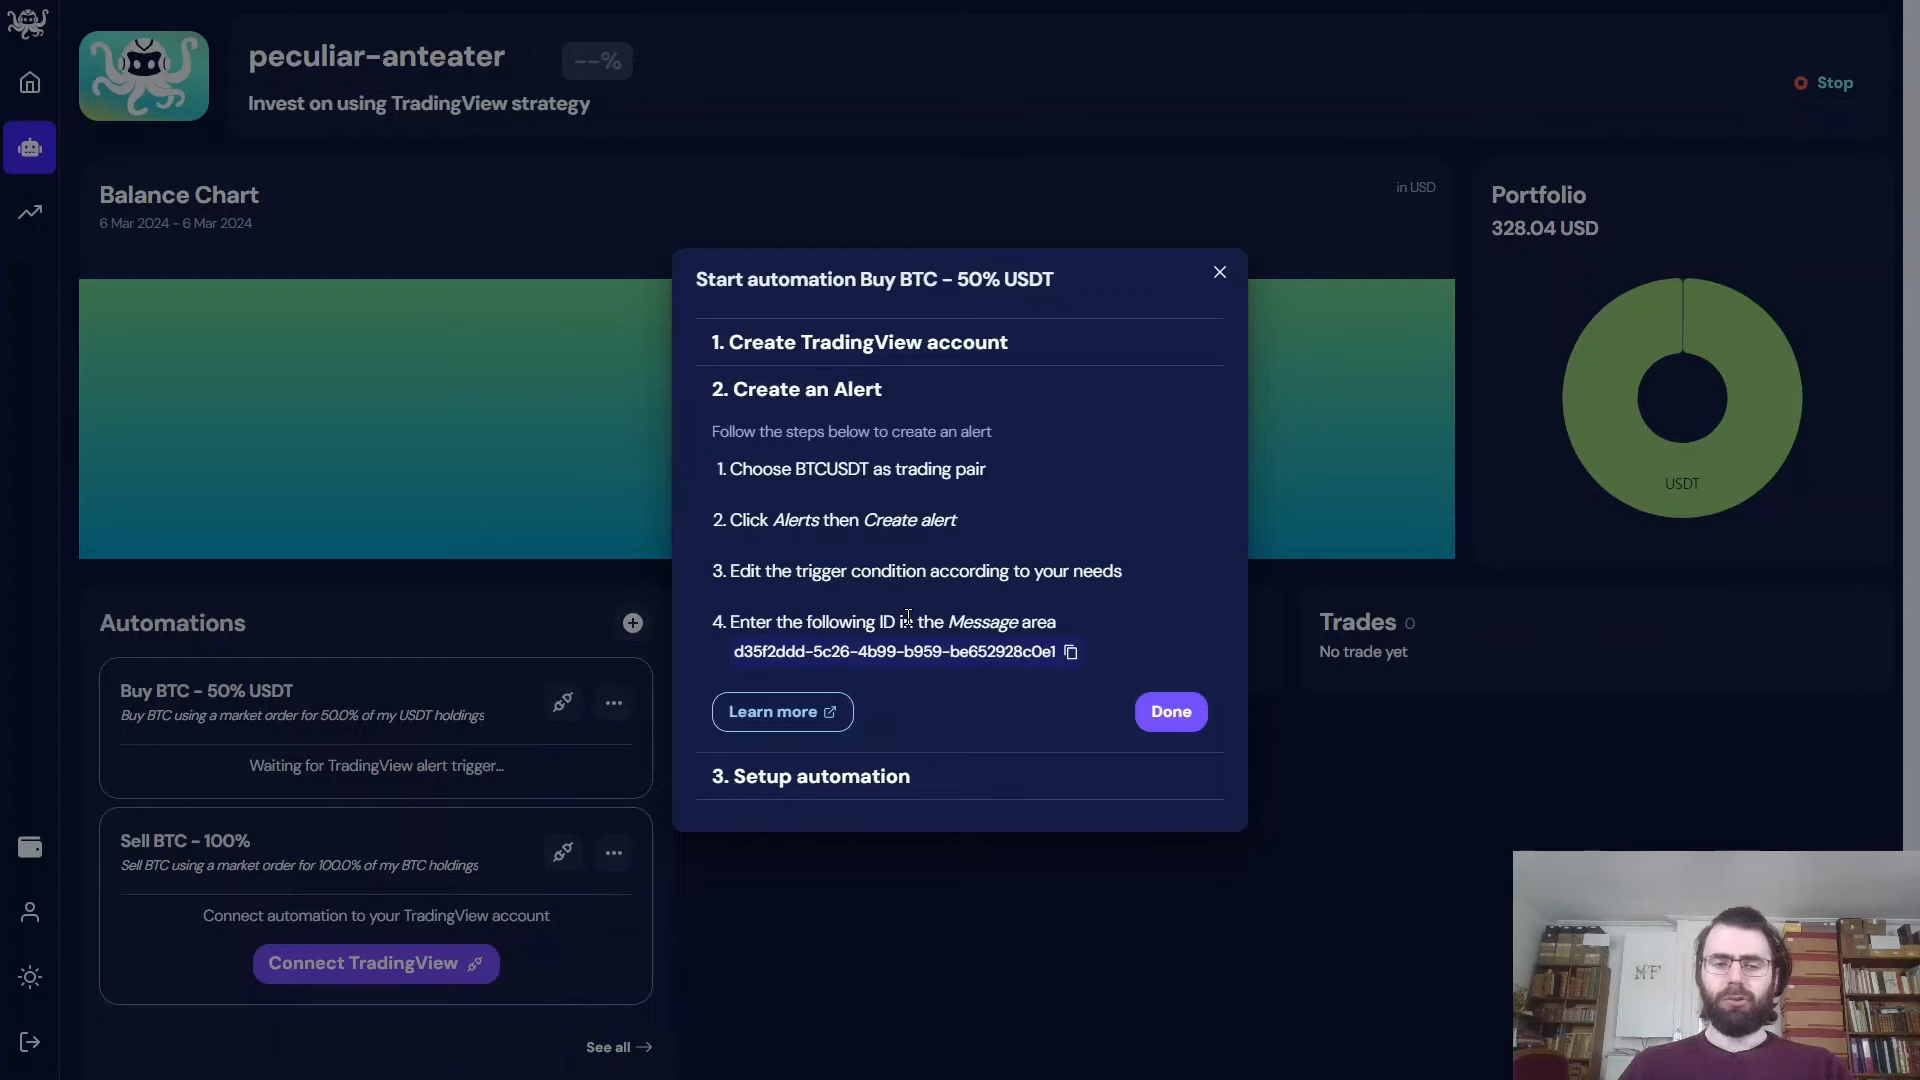 peculiar-anteater
--%
Invest on using TradingView strategy
Stop
Balance Chart
6 Mar 2024 - 6 Mar 2024
in USD
Portfolio
328.04 USD
USDT
Start automation Buy BTC - 50% USDT
1. Create TradingView account
2. Create an Alert
Follow the steps below to create an alert
1. Choose BTCUSDT as trading pair
2. Click Alerts then Create alert
3. Edit the trigger condition according to your needs
4. Enter the following ID in the Message area
d35f2ddd-5c26-4b99-b959-be652928c0e1
Learn more
Done
3. Setup automation
Automations
Buy BTC - 50% USDT
Buy BTC using a market order for 50.0% of my USDT holdings
Waiting for TradingView alert trigger...
Sell BTC - 100%
Sell BTC using a market order for 100.0% of my BTC holdings
Connect automation to your TradingView account
Connect TradingView
See all
Trades 0
No trade yet
MF